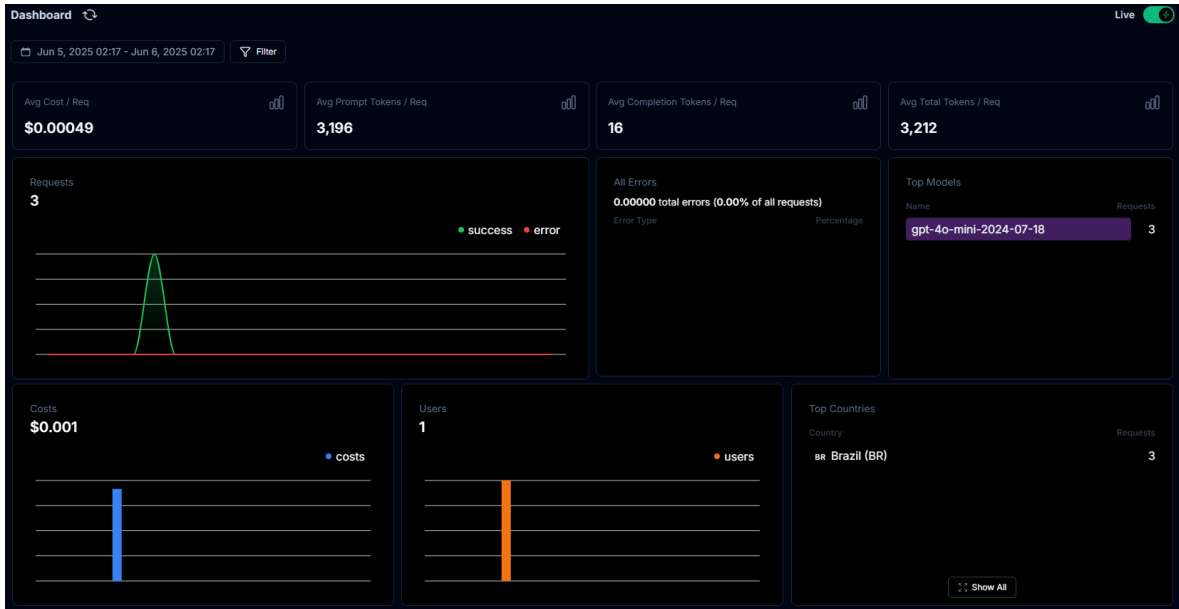 Dashboard
Live
Jun 5, 2025 02:17 - Jun 6, 2025 02:17
Filter
Avg Cost / Req
$0.00049
Avg Prompt Tokens / Req
3,196
Avg Completion Tokens / Req
16
Avg Total Tokens / Req
3,212
Requests
3
success
error
All Errors
0.00000 total errors (0.00% of all requests)
Error Type Percentage
Top Models
Name Requests
gpt-4o-mini-2024-07-18 3
Costs
$0.001
costs
Users
1
users
Top Countries
Country Requests
BR Brazil (BR) 3
Show All